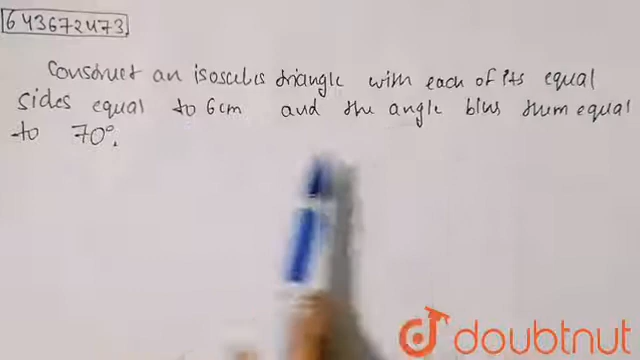 643672473
Construct an isosceles triangle with each of its equal
sides equal to 6cm and the angle b/w them equal
to 70°.
doubtnut